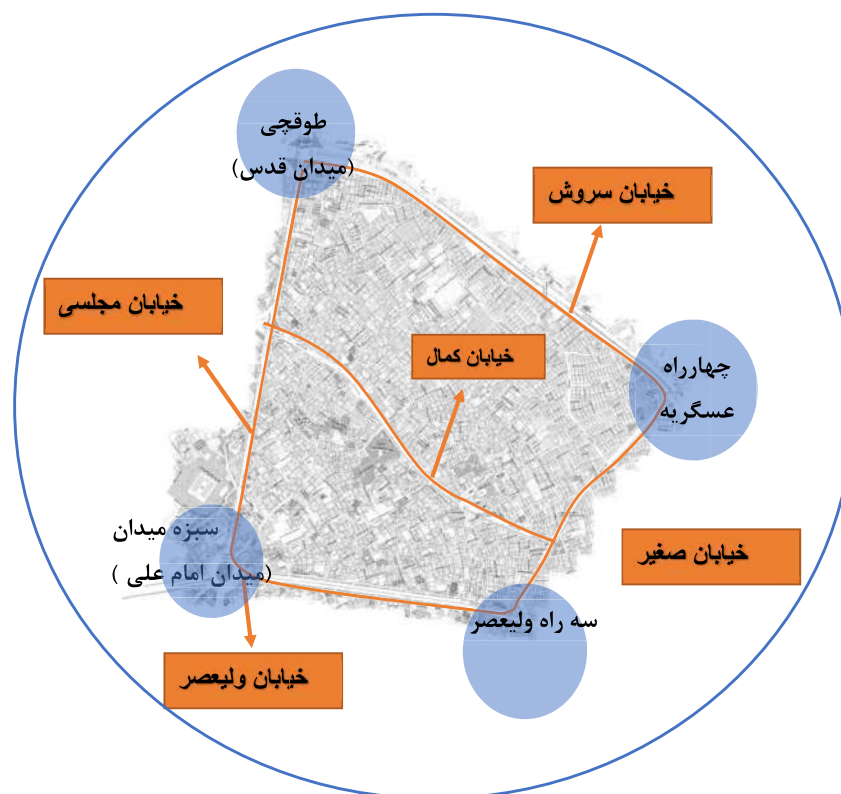 طوقچی
(میدان قدس)
خیابان سروش
خیابان مجلسی
خیابان کمال
چهارراه
عسگریه
سبزه میدان
(میدان امام علی )
خیابان صغیر
سه راه ولیعصر
خیابان ولیعصر